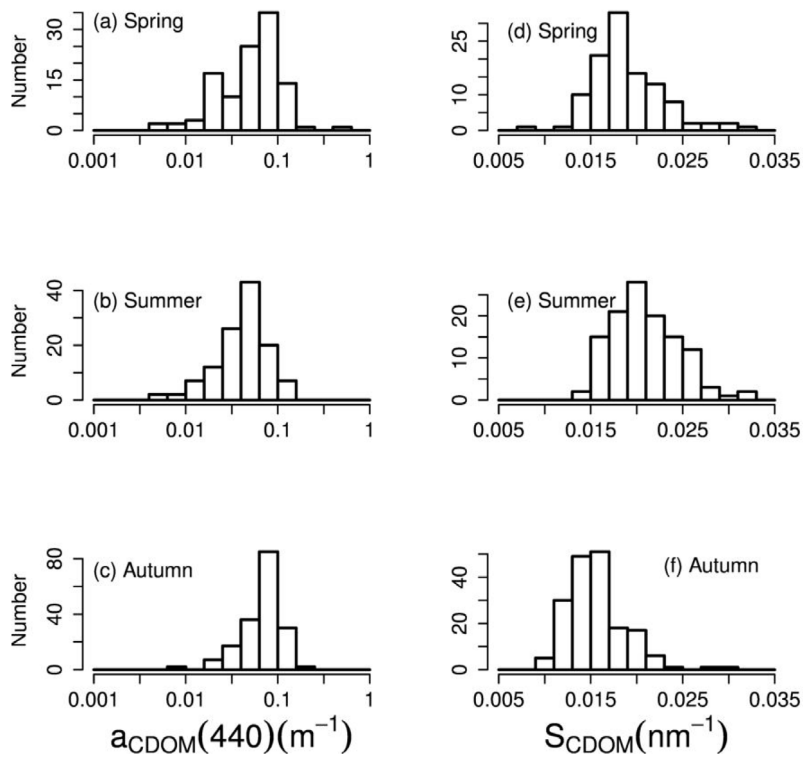 (a) Spring
Number
0 15 35
0.001 0.01 0.1 1
(d) Spring
0 10 25
0.005 0.015 0.025 0.035
(b) Summer
Number
0 20 40
0.001 0.01 0.1 1
(e) Summer
0 10 20
0.005 0.015 0.025 0.035
(c) Autumn
Number
0 40 80
0.001 0.01 0.1 1
aCDOM(440)(m−1)
(f) Autumn
0 20 40
0.005 0.015 0.025 0.035
SCDOM(nm−1)